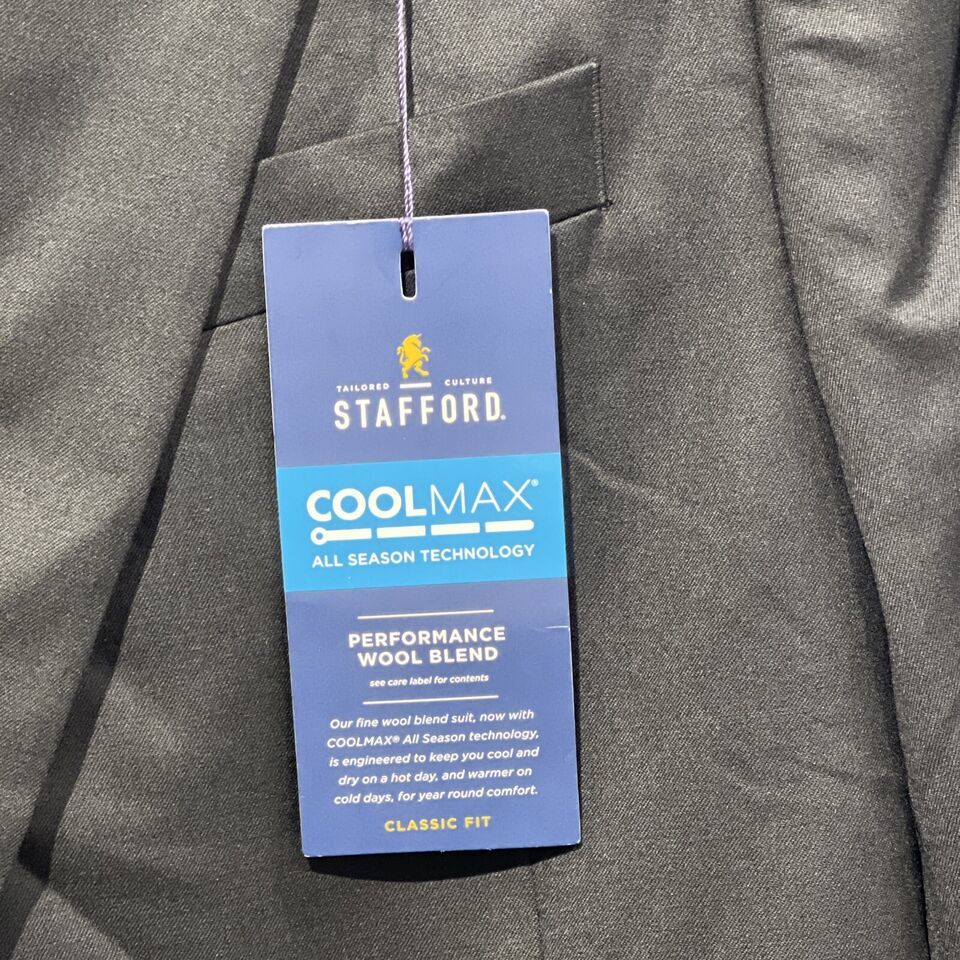 TAILORED CULTURE
STAFFORD.
COOLMAX®
ALL SEASON TECHNOLOGY
PERFORMANCE
WOOL BLEND
see care label for contents
Our fine wool blend suit, now with
COOLMAX® All Season technology,
is engineered to keep you cool and
dry on a hot day, and warmer on
cold days, for year round comfort.
CLASSIC FIT